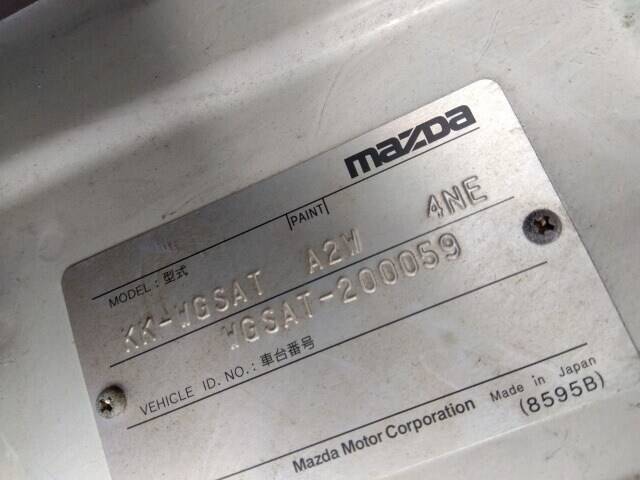 mazda
MODEL : 型式
PAINT
KK-WGSAT A2W 4NE
WGSAT-200059
VEHICLE ID. NO. : 車台番号
Mazda Motor Corporation Made in Japan
(8595B)